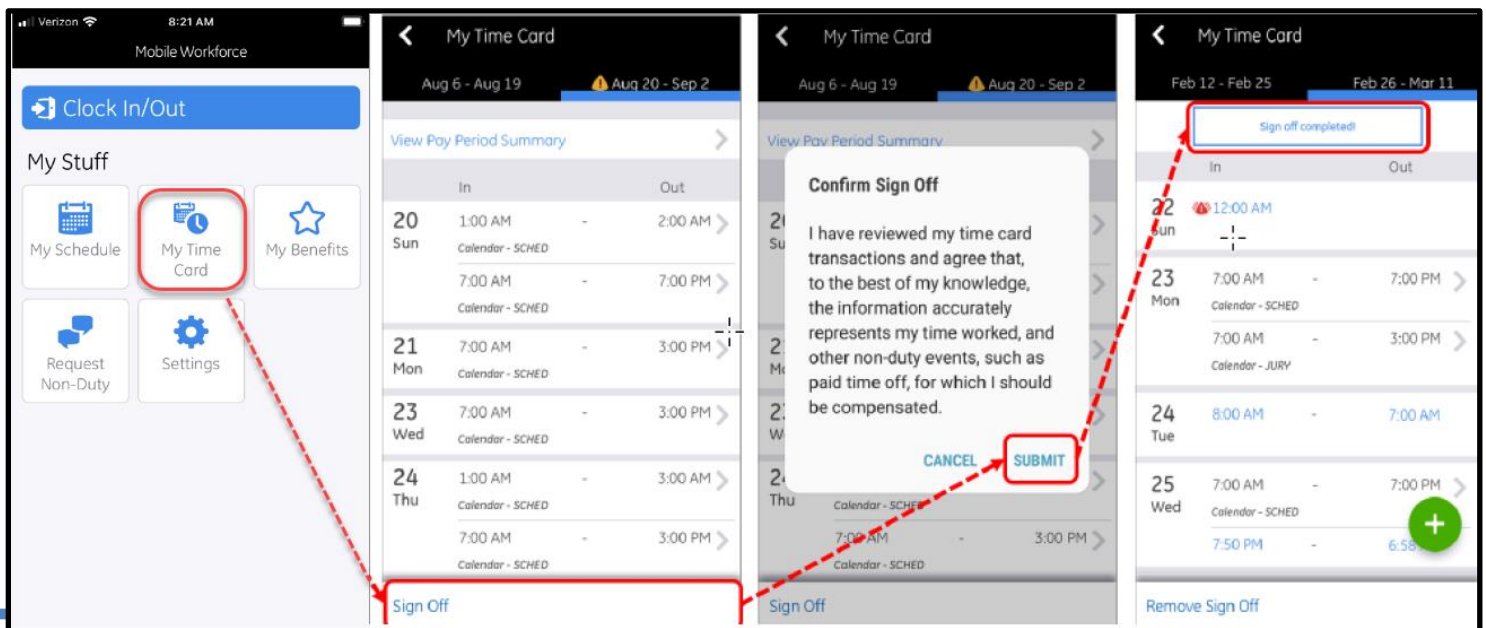 Verizon 8:21 AM
Mobile Workforce
Clock In/Out
My Stuff
My Schedule
My Time
Card
My Benefits
Request
Non-Duty
Settings
My Time Card
Aug 6 - Aug 19 Aug 20 - Sep 2
View Pay Period Summary
In Out
20 1:00 AM - 2:00 AM
Sun Calendar - SCHED
7:00 AM - 7:00 PM
Calendar - SCHED
21 7:00 AM - 3:00 PM
Mon Calendar - SCHED
23 7:00 AM - 3:00 PM
Wed Calendar - SCHED
24 1:00 AM - 3:00 AM
Thu Calendar - SCHED
7:00 AM - 3:00 PM
Calendar - SCHED
Sign Off
My Time Card
Aug 6 - Aug 19 Aug 20 - Sep 2
View Pay Period Summary
Confirm Sign Off
I have reviewed my time card
transactions and agree that,
to the best of my knowledge,
the information accurately
represents my time worked, and
other non-duty events, such as
paid time off, for which I should
be compensated.
CANCEL SUBMIT
Thu Calendar - SCHED
7:00 AM - 3:00 PM
Calendar - SCHED
Sign Off
My Time Card
Feb 12 - Feb 25 Feb 26 - Mar 11
Sign off completed!
In Out
22 12:00 AM
Sun
23 7:00 AM - 7:00 PM
Mon Calendar - SCHED
7:00 AM - 3:00 PM
Calendar - JURY
24 8:00 AM - 7:00 AM
Tue
25 7:00 AM - 7:00 PM
Wed Calendar - SCHED
7:50 PM - 6:58
Remove Sign Off